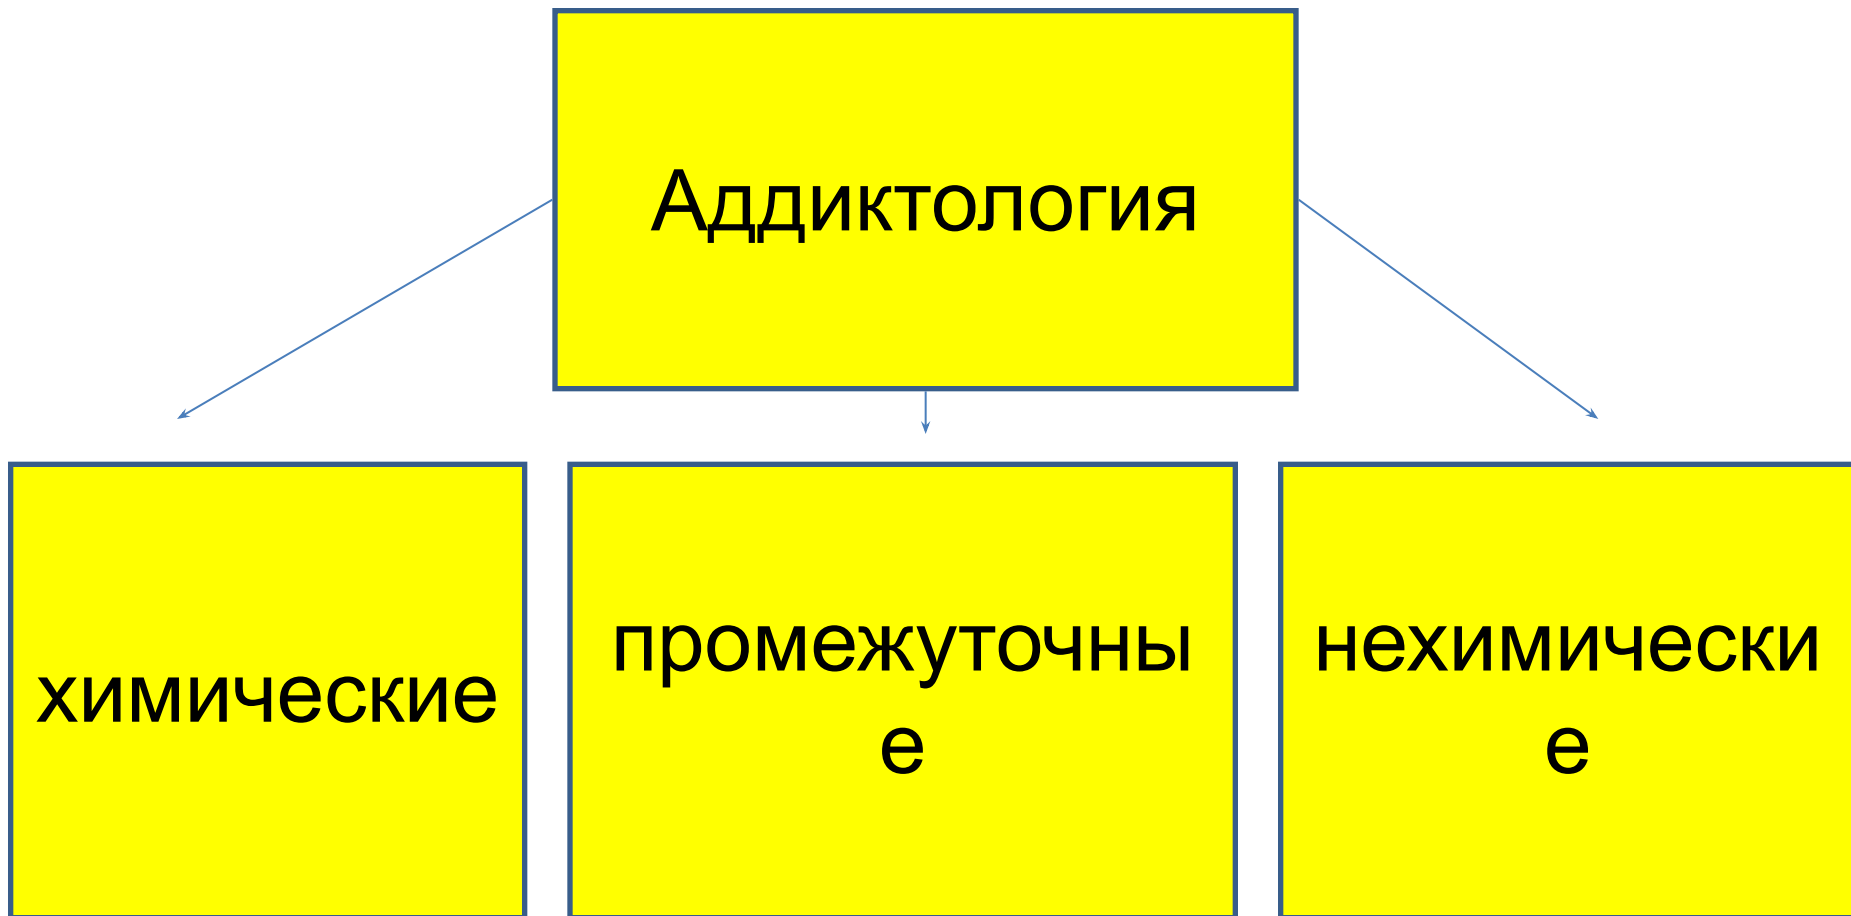 Аддиктология
химические
промежуточны
е
нехимически
е